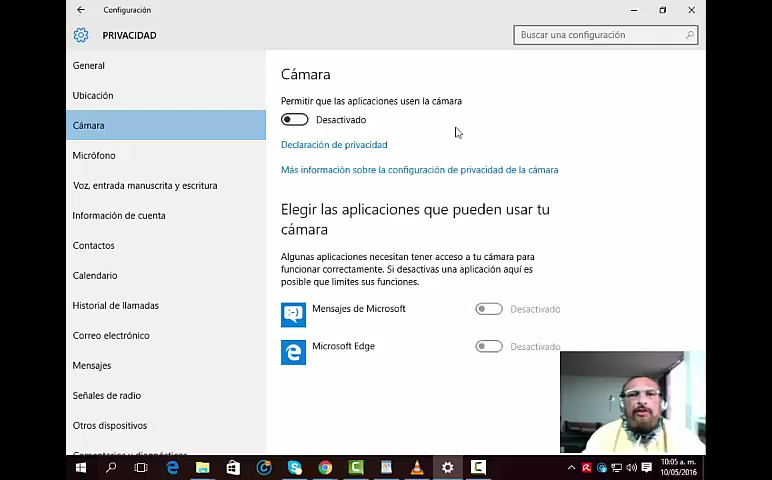 Configuración
PRIVACIDAD
Buscar una configuración
General
Ubicación
Cámara
Micrófono
Voz, entrada manuscrita y escritura
Información de cuenta
Contactos
Calendario
Historial de llamadas
Correo electrónico
Mensajes
Señales de radio
Otros dispositivos
Comentarios y diagnósticos
Cámara
Permitir que las aplicaciones usen la cámara
Desactivado
Declaración de privacidad
Más información sobre la configuración de privacidad de la cámara
Elegir las aplicaciones que pueden usar tu
cámara
Algunas aplicaciones necesitan tener acceso a tu cámara para
funcionar correctamente. Si desactivas una aplicación aquí es
posible que limites sus funciones.
Mensajes de Microsoft Desactivado
Microsoft Edge Desactivado
10:05 a. m.
10/05/2016